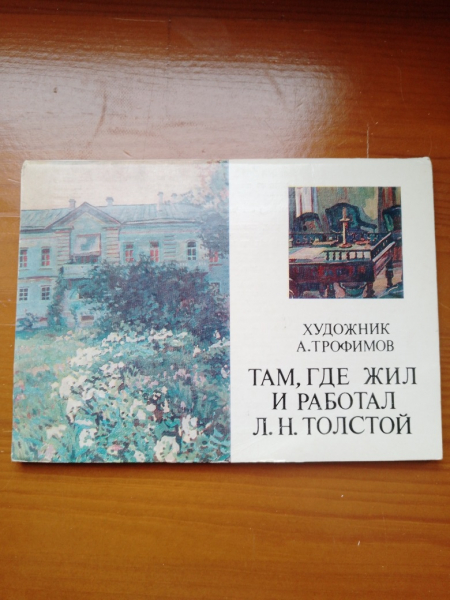 ХУДОЖНИК
А.ТРОФИМОВ
ТАМ, ГДЕ ЖИЛ
И РАБОТАЛ
Л. Н. ТОЛСТОЙ